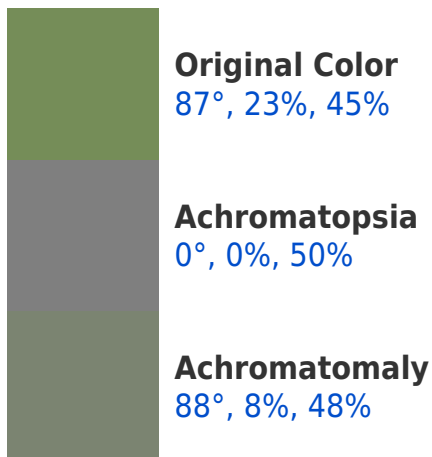 Original Color
87°, 23%, 45%
Achromatopsia
0°, 0%, 50%
Achromatomaly
88°, 8%, 48%